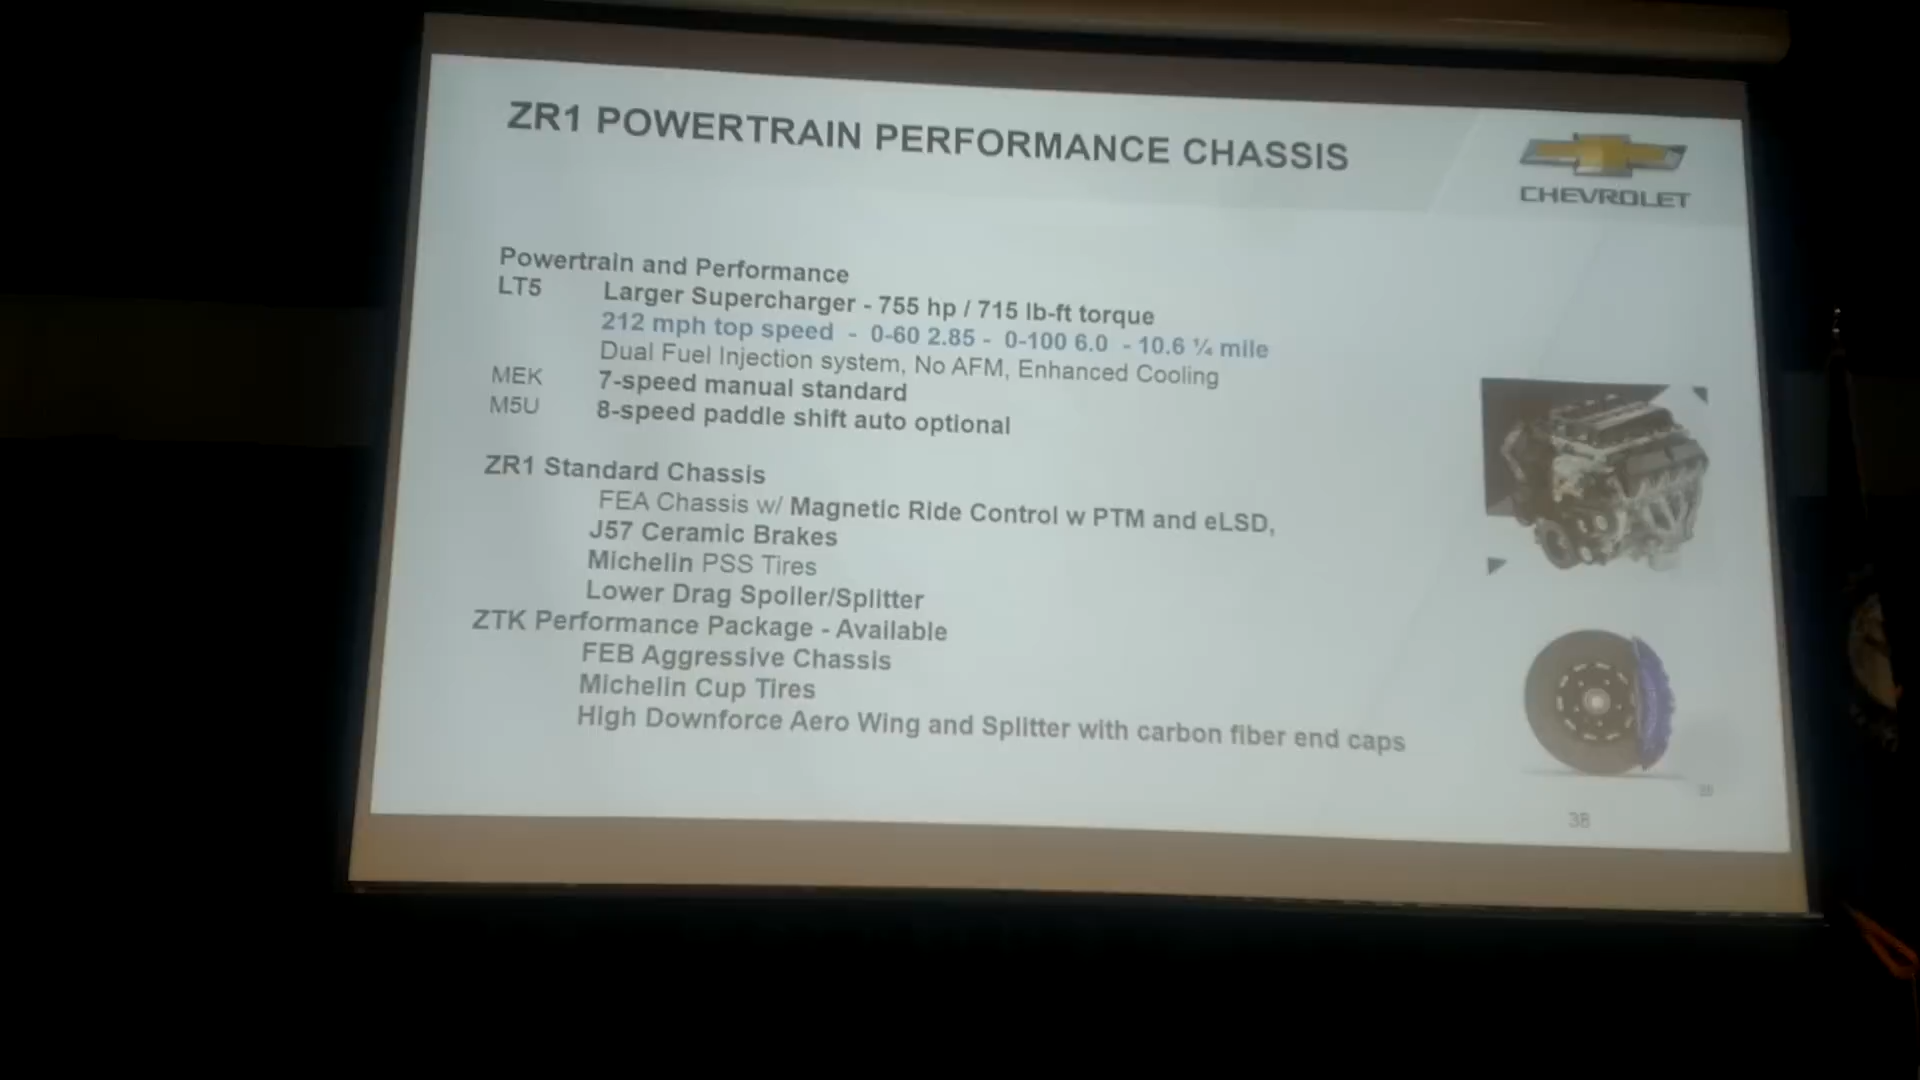 ZR1 POWERTRAIN PERFORMANCE CHASSIS
CHEVROLET
Powertrain and Performance
LT5 Larger Supercharger - 755 hp / 715 lb-ft torque
212 mph top speed - 0-60 2.85 - 0-100 6.0 - 10.6 ¼ mile
Dual Fuel Injection system, No AFM, Enhanced Cooling
MEK 7-speed manual standard
M5U 8-speed paddle shift auto optional
ZR1 Standard Chassis
FEA Chassis w/ Magnetic Ride Control w PTM and eLSD,
J57 Ceramic Brakes
Michelin PSS Tires
Lower Drag Spoiler/Splitter
ZTK Performance Package - Available
FEB Aggressive Chassis
Michelin Cup Tires
High Downforce Aero Wing and Splitter with carbon fiber end caps
38